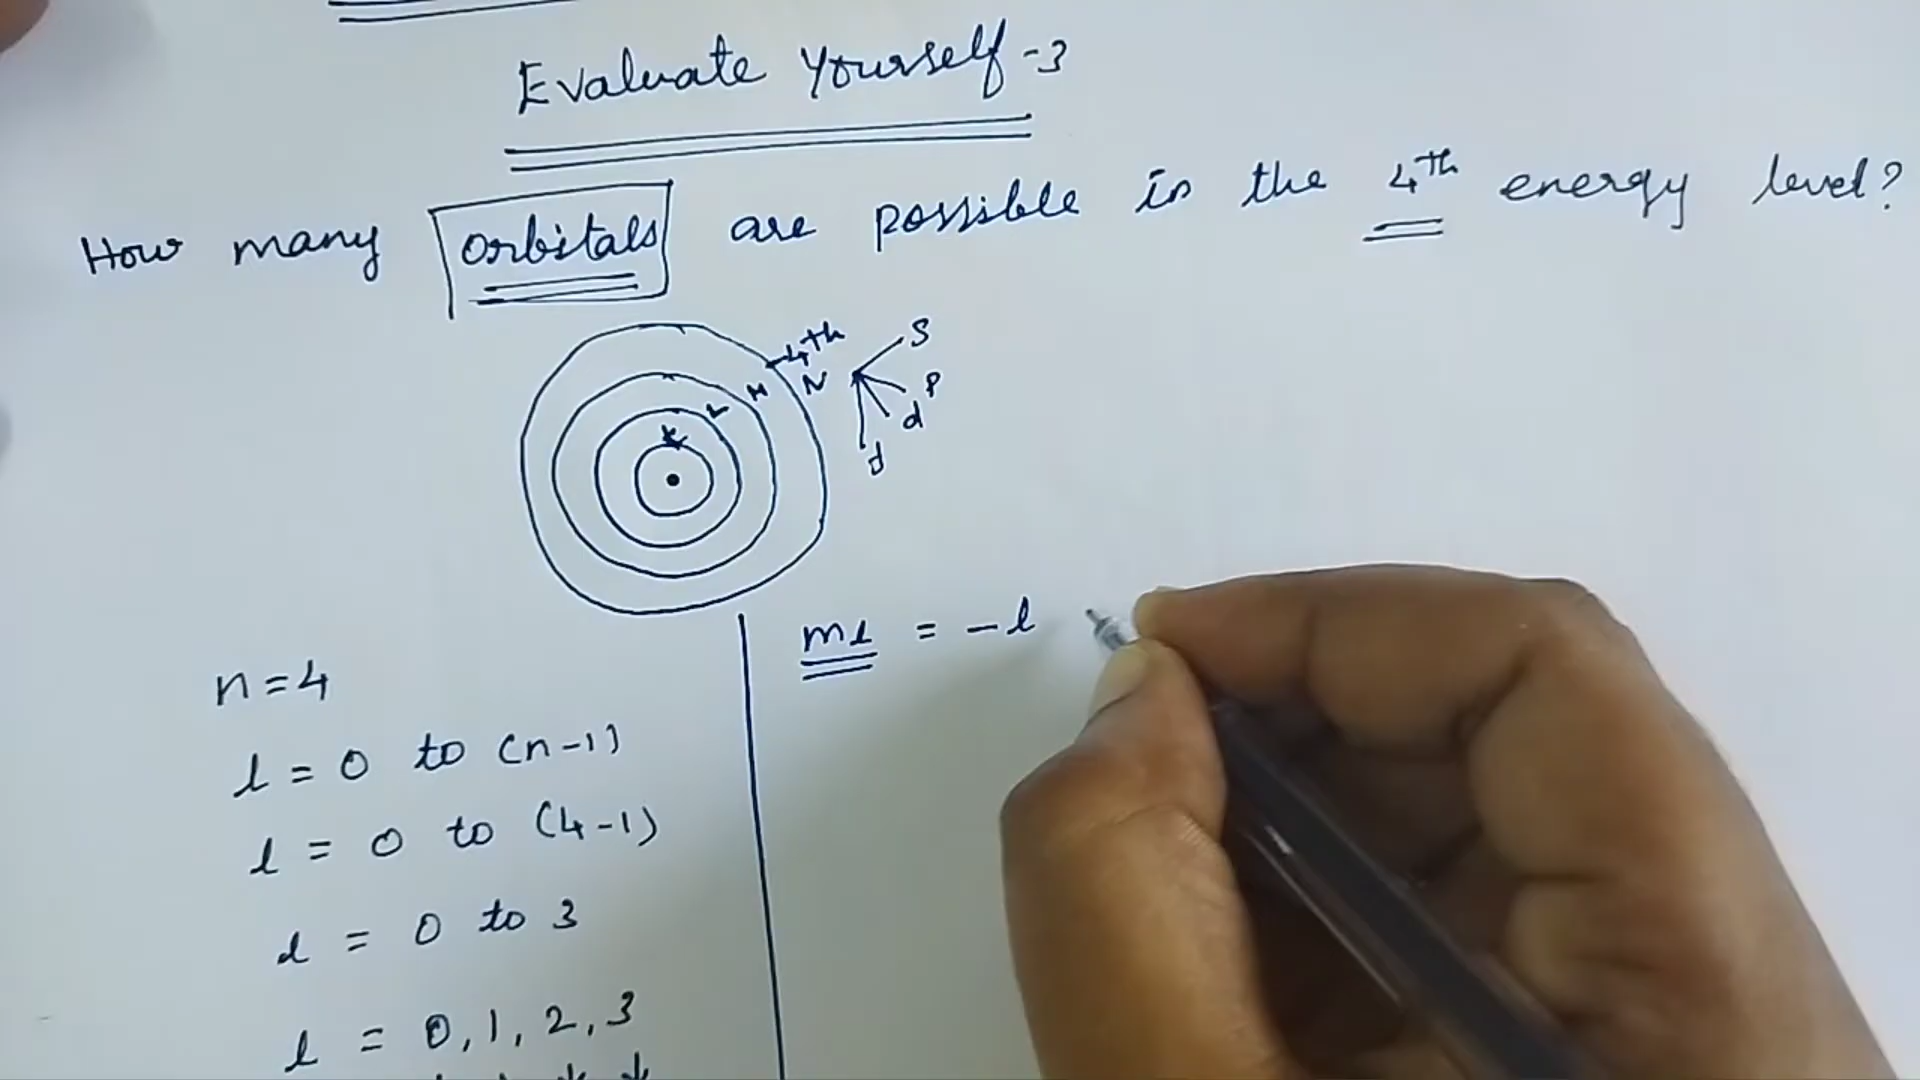 Evaluate Yourself-3
How many orbitals are possible in the 4th energy level?
4th
S
K L M N
P
d
f
ml = -l
n=4
l = 0 to (n-1)
l = 0 to (4-1)
l = 0 to 3
l = 0, 1, 2, 3